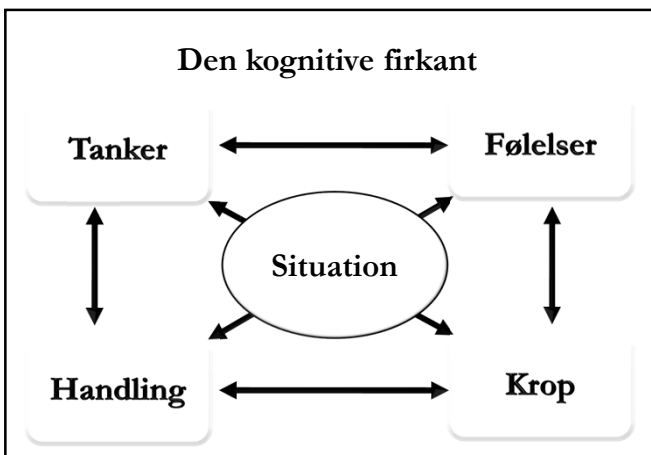 Den kognitive firkant
Tanker
Følelser
Situation
Handling
Krop